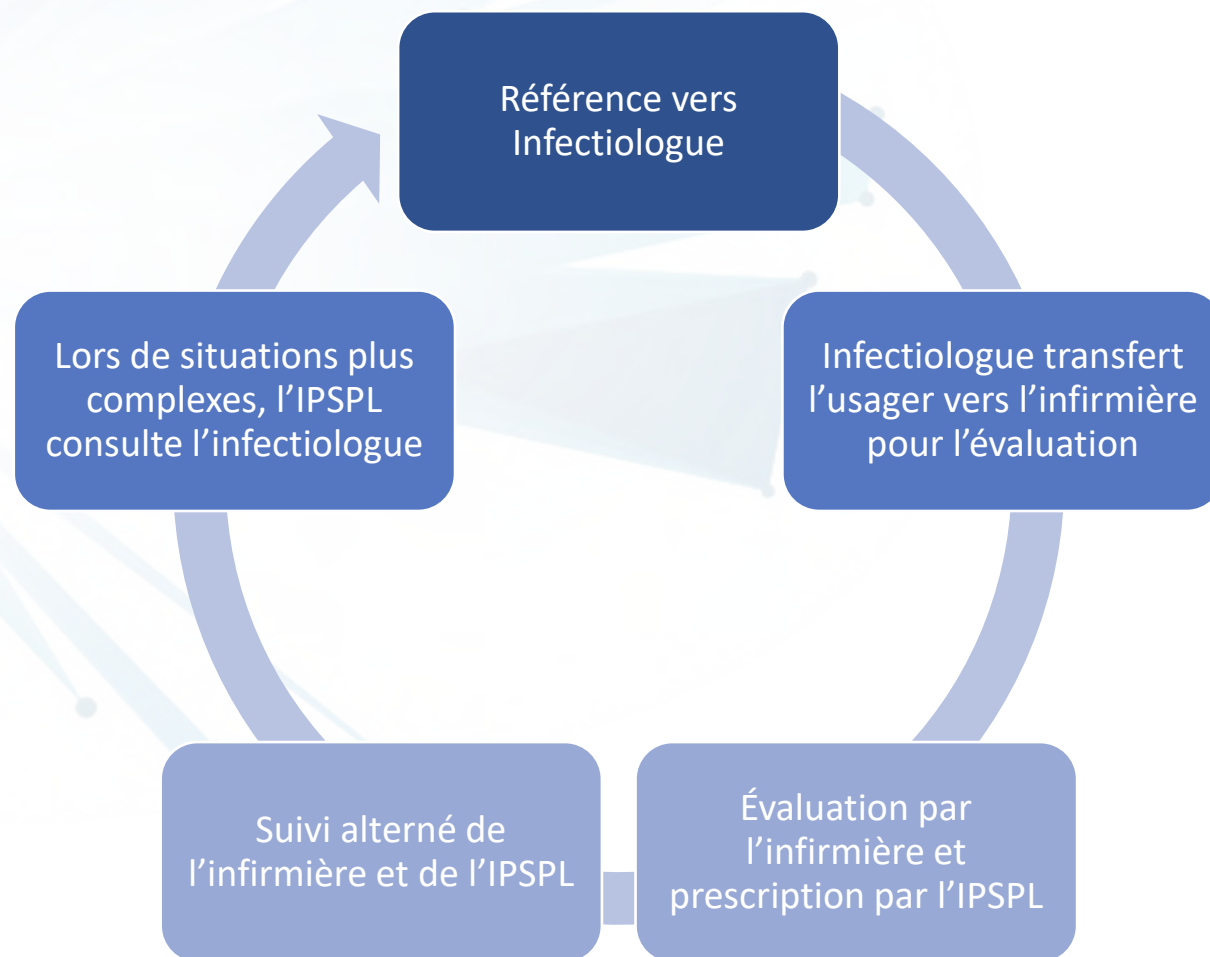 Référence vers
Infectiologue
Infectiologue transfert
l’usager vers l’infirmière
pour l’évaluation
Évaluation par
l’infirmière et
prescription par l’IPSPL
Suivi alterné de
l’infirmière et de l’IPSPL
Lors de situations plus
complexes, l’IPSPL
consulte l’infectiologue